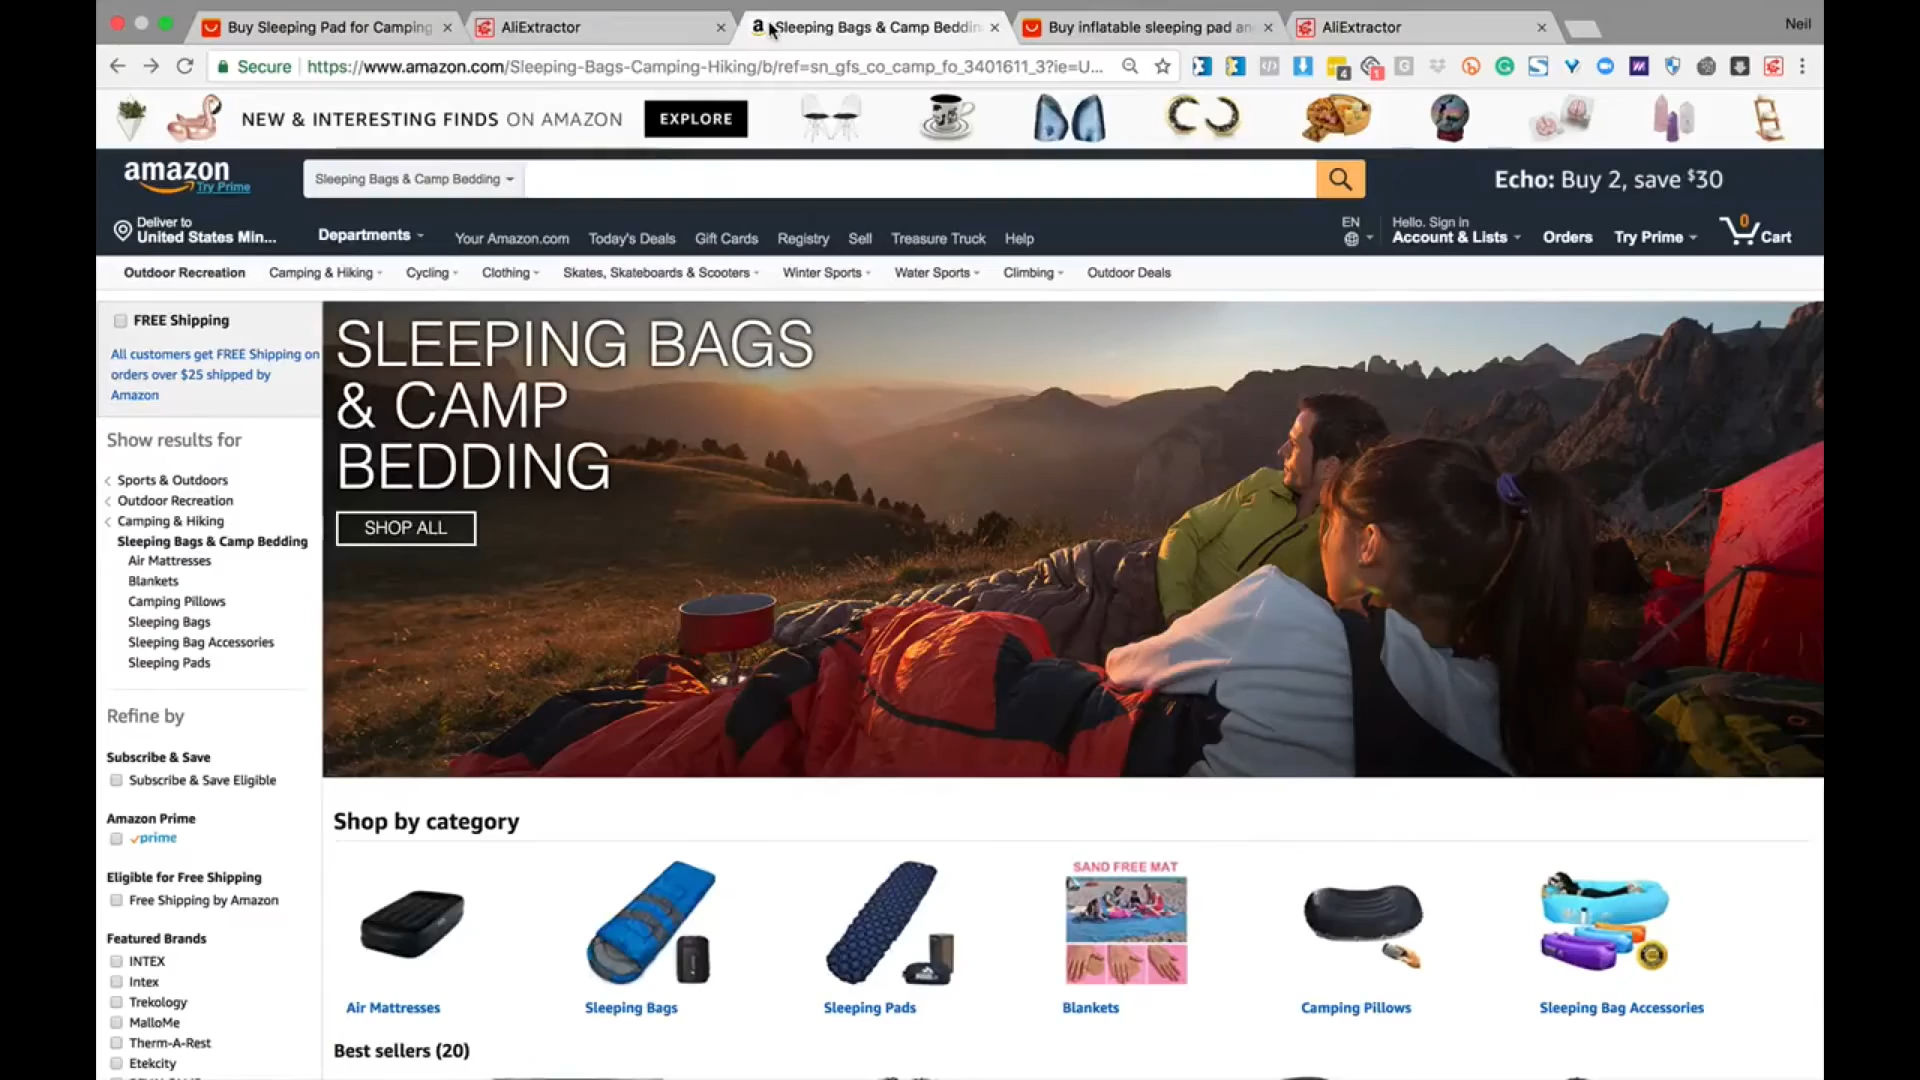 Buy Sleeping Pad for Camping
AliExtractor
Sleeping Bags & Camp Beddin
Buy inflatable sleeping pad an
AliExtractor
Neil
Secure
https://www.amazon.com/Sleeping-Bags-Camping-Hiking/b/ref=sn_gfs_co_camp_fo_3401611_3?ie=U...
NEW & INTERESTING FINDS ON AMAZON
EXPLORE
amazon
Try Prime
Sleeping Bags & Camp Bedding
Echo: Buy 2, save $30
Deliver to
United States Min...
Departments
Your Amazon.com
Today's Deals
Gift Cards
Registry
Sell
Treasure Truck
Help
EN
Hello. Sign in
Account & Lists
Orders
Try Prime
0
Cart
Outdoor Recreation
Camping & Hiking
Cycling
Clothing
Skates, Skateboards & Scooters
Winter Sports
Water Sports
Climbing
Outdoor Deals
FREE Shipping
All customers get FREE Shipping on
orders over $25 shipped by
Amazon
Show results for
Sports & Outdoors
Outdoor Recreation
Camping & Hiking
Sleeping Bags & Camp Bedding
Air Mattresses
Blankets
Camping Pillows
Sleeping Bags
Sleeping Bag Accessories
Sleeping Pads
Refine by
Subscribe & Save
Subscribe & Save Eligible
Amazon Prime
prime
Eligible for Free Shipping
Free Shipping by Amazon
Featured Brands
INTEX
Intex
Trekology
MalloMe
Therm-A-Rest
Etekcity
SLEEPING BAGS
& CAMP
BEDDING
SHOP ALL
Shop by category
SAND FREE MAT
Air Mattresses
Sleeping Bags
Sleeping Pads
Blankets
Camping Pillows
Sleeping Bag Accessories
Best sellers (20)